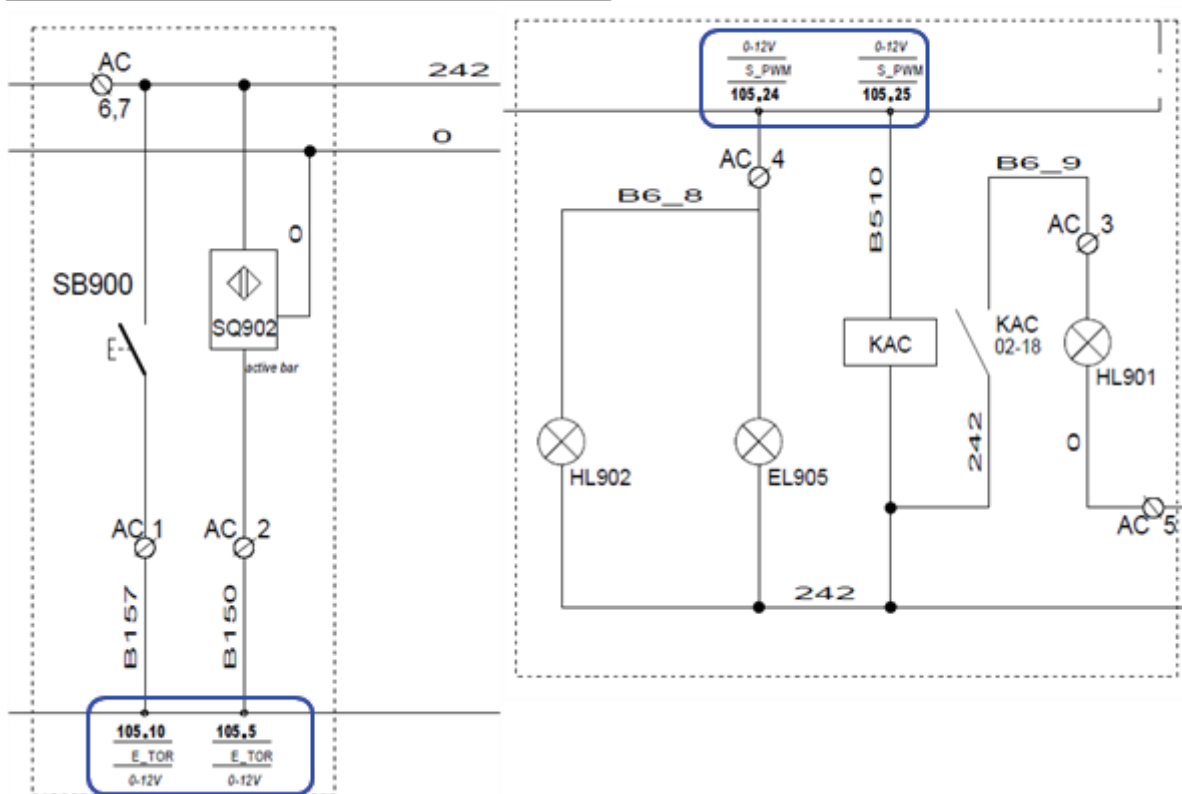 AC
6,7
242
0
0
SB900
SQ902
active bar
AC 1
AC 2
B157
B150
105.10
E_TOR
0-12V
105.5
E_TOR
0-12V
0-12V
S_PWM
105.24
0-12V
S_PWM
105.25
AC 4
B6_8
B510
B6_9
AC 3
KAC
KAC
02-18
HL901
242
0
HL902
EL905
AC 5
242